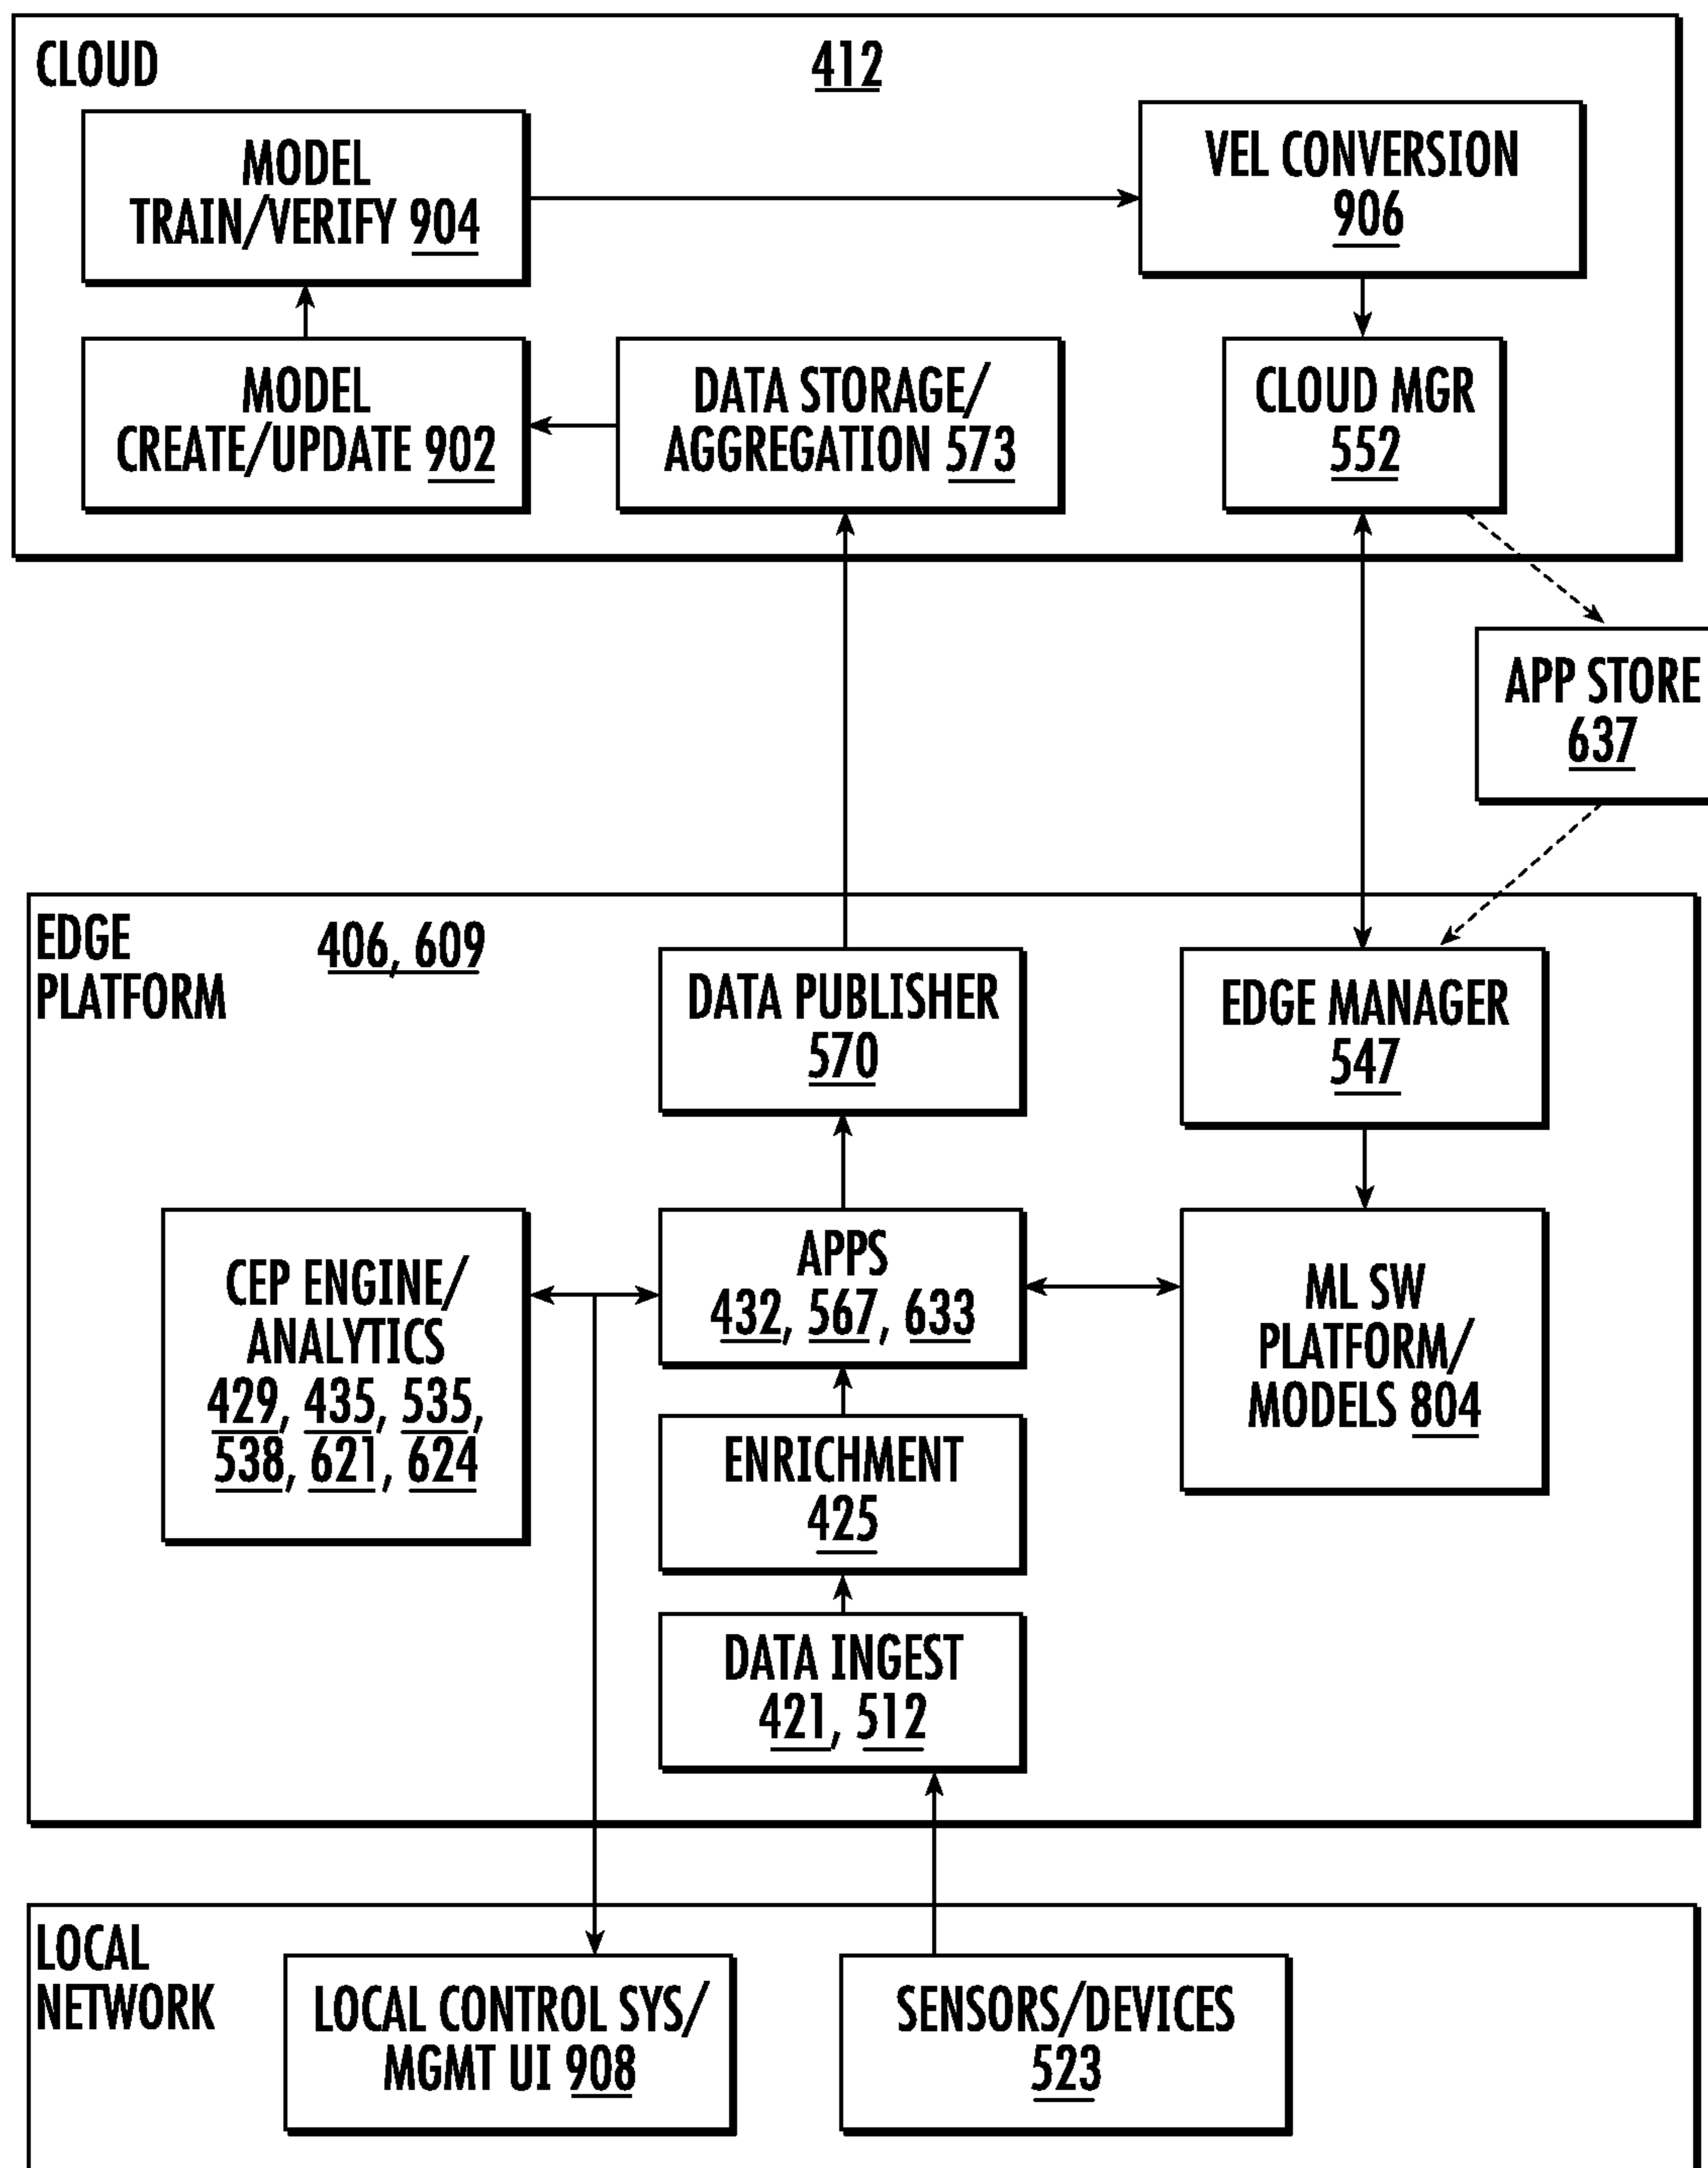 CLOUD
412
MODEL
TRAIN/VERIFY 904
VEL CONVERSION
906
MODEL
CREATE/UPDATE 902
DATA STORAGE/
AGGREGATION 573
CLOUD MGR
552
APP STORE
637
EDGE
PLATFORM
406, 609
DATA PUBLISHER
570
EDGE MANAGER
547
CEP ENGINE/
ANALYTICS
429, 435, 535,
538, 621, 624
APPS
432, 567, 633
ML SW
PLATFORM/
MODELS 804
ENRICHMENT
425
DATA INGEST
421, 512
LOCAL
NETWORK
LOCAL CONTROL SYS/
MGMT UI 908
SENSORS/DEVICES
523